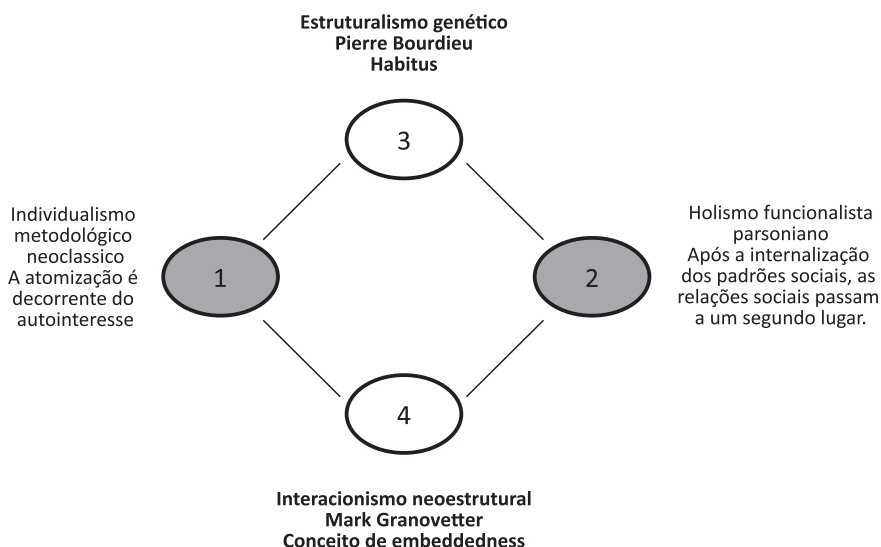 Estruturalismo genético
Pierre Bourdieu
Habitus
3
Individualismo
metodológico
neoclassico
A atomização é
decorrente do
autointeresse
1
2
Holismo funcionalista
parsoniano
Após a internalização
dos padrões sociais, as
relações sociais passam
a um segundo lugar.
4
Interacionismo neoestrutural
Mark Granovetter
Conceito de embeddedness